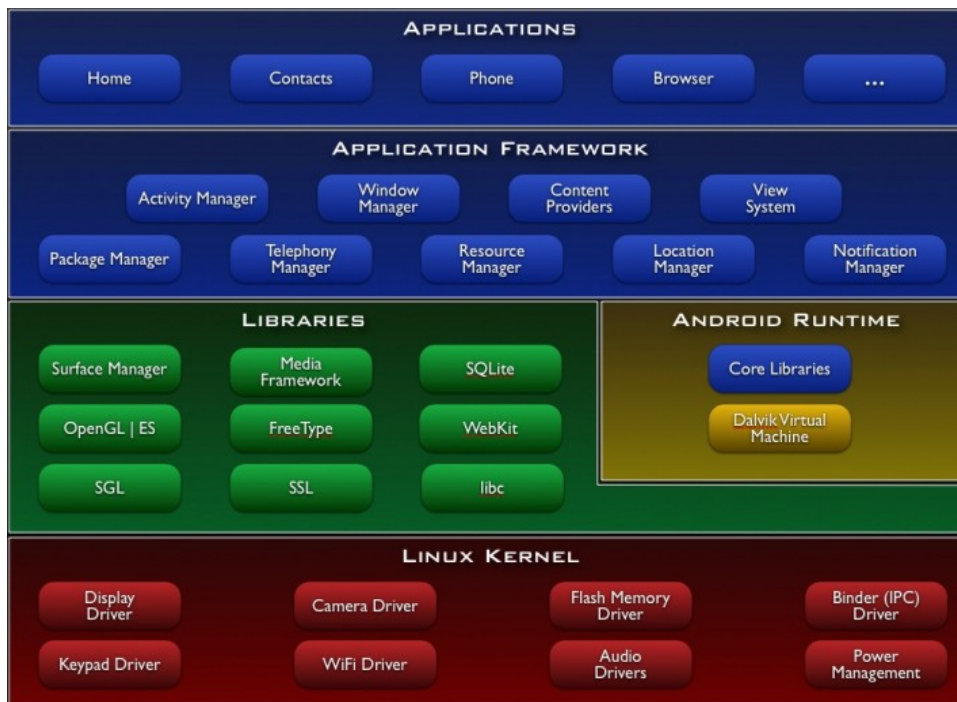 APPLICATIONS
Home
Contacts
Phone
Browser
...
APPLICATION FRAMEWORK
Activity Manager
Window
Manager
Content
Providers
View
System
Package Manager
Telephony
Manager
Resource
Manager
Location
Manager
Notification
Manager
LIBRARIES
Surface Manager
Media
Framework
SQLite
OpenGL | ES
FreeType
WebKit
SGL
SSL
libc
ANDROID RUNTIME
Core Libraries
Dalvik Virtual
Machine
LINUX KERNEL
Display
Driver
Camera Driver
Flash Memory
Driver
Binder (IPC)
Driver
Keypad Driver
WiFi Driver
Audio
Drivers
Power
Management